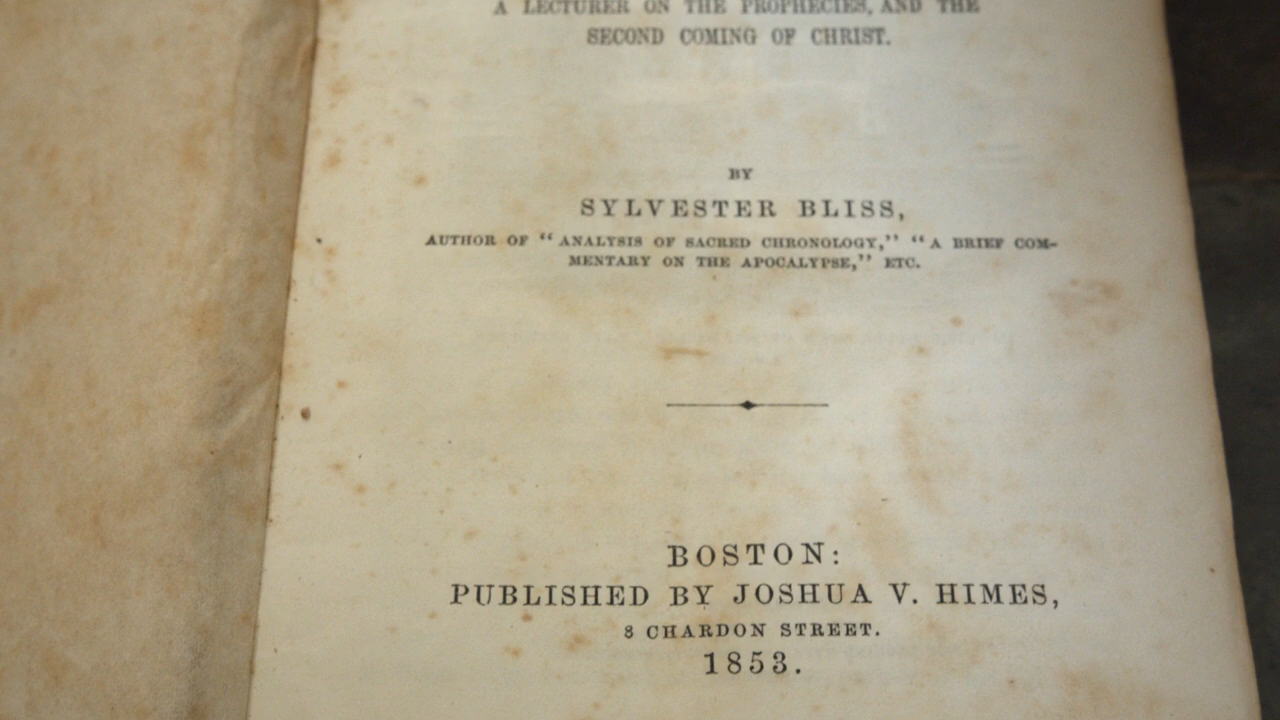 A LECTURER ON THE PROPHECIES, AND THE
SECOND COMING OF CHRIST.
BY
SYLVESTER BLISS,
AUTHOR OF "ANALYSIS OF SACRED CHRONOLOGY," "A BRIEF COM-
MENTARY ON THE APOCALYPSE," ETC.
BOSTON:
PUBLISHED BY JOSHUA V. HIMES,
8 CHARDON STREET.
1853.